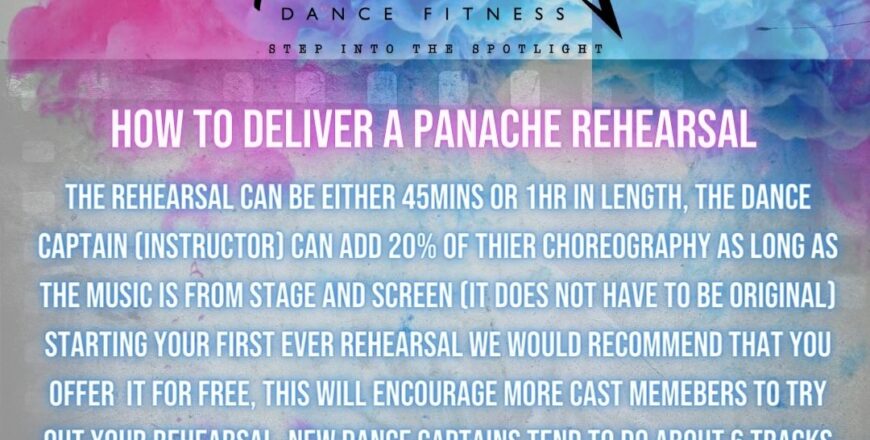 DANCE FITNESS
STEP INTO THE SPOTLIGHT
HOW TO DELIVER A PANACHE REHEARSAL
THE REHEARSAL CAN BE EITHER 45MINS OR 1HR IN LENGTH, THE DANCE
CAPTAIN (INSTRUCTOR) CAN ADD 20% OF THIER CHOREOGRAPHY AS LONG AS
THE MUSIC IS FROM STAGE AND SCREEN (IT DOES NOT HAVE TO BE ORIGINAL)
STARTING YOUR FIRST EVER REHEARSAL WE WOULD RECOMMEND THAT YOU
OFFER IT FOR FREE, THIS WILL ENCOURAGE MORE CAST MEMEBERS TO TRY
OUT YOUR REHEARSAL. NEW DANCE CAPTAINS TEND TO DO ABOUT 6 TRACKS